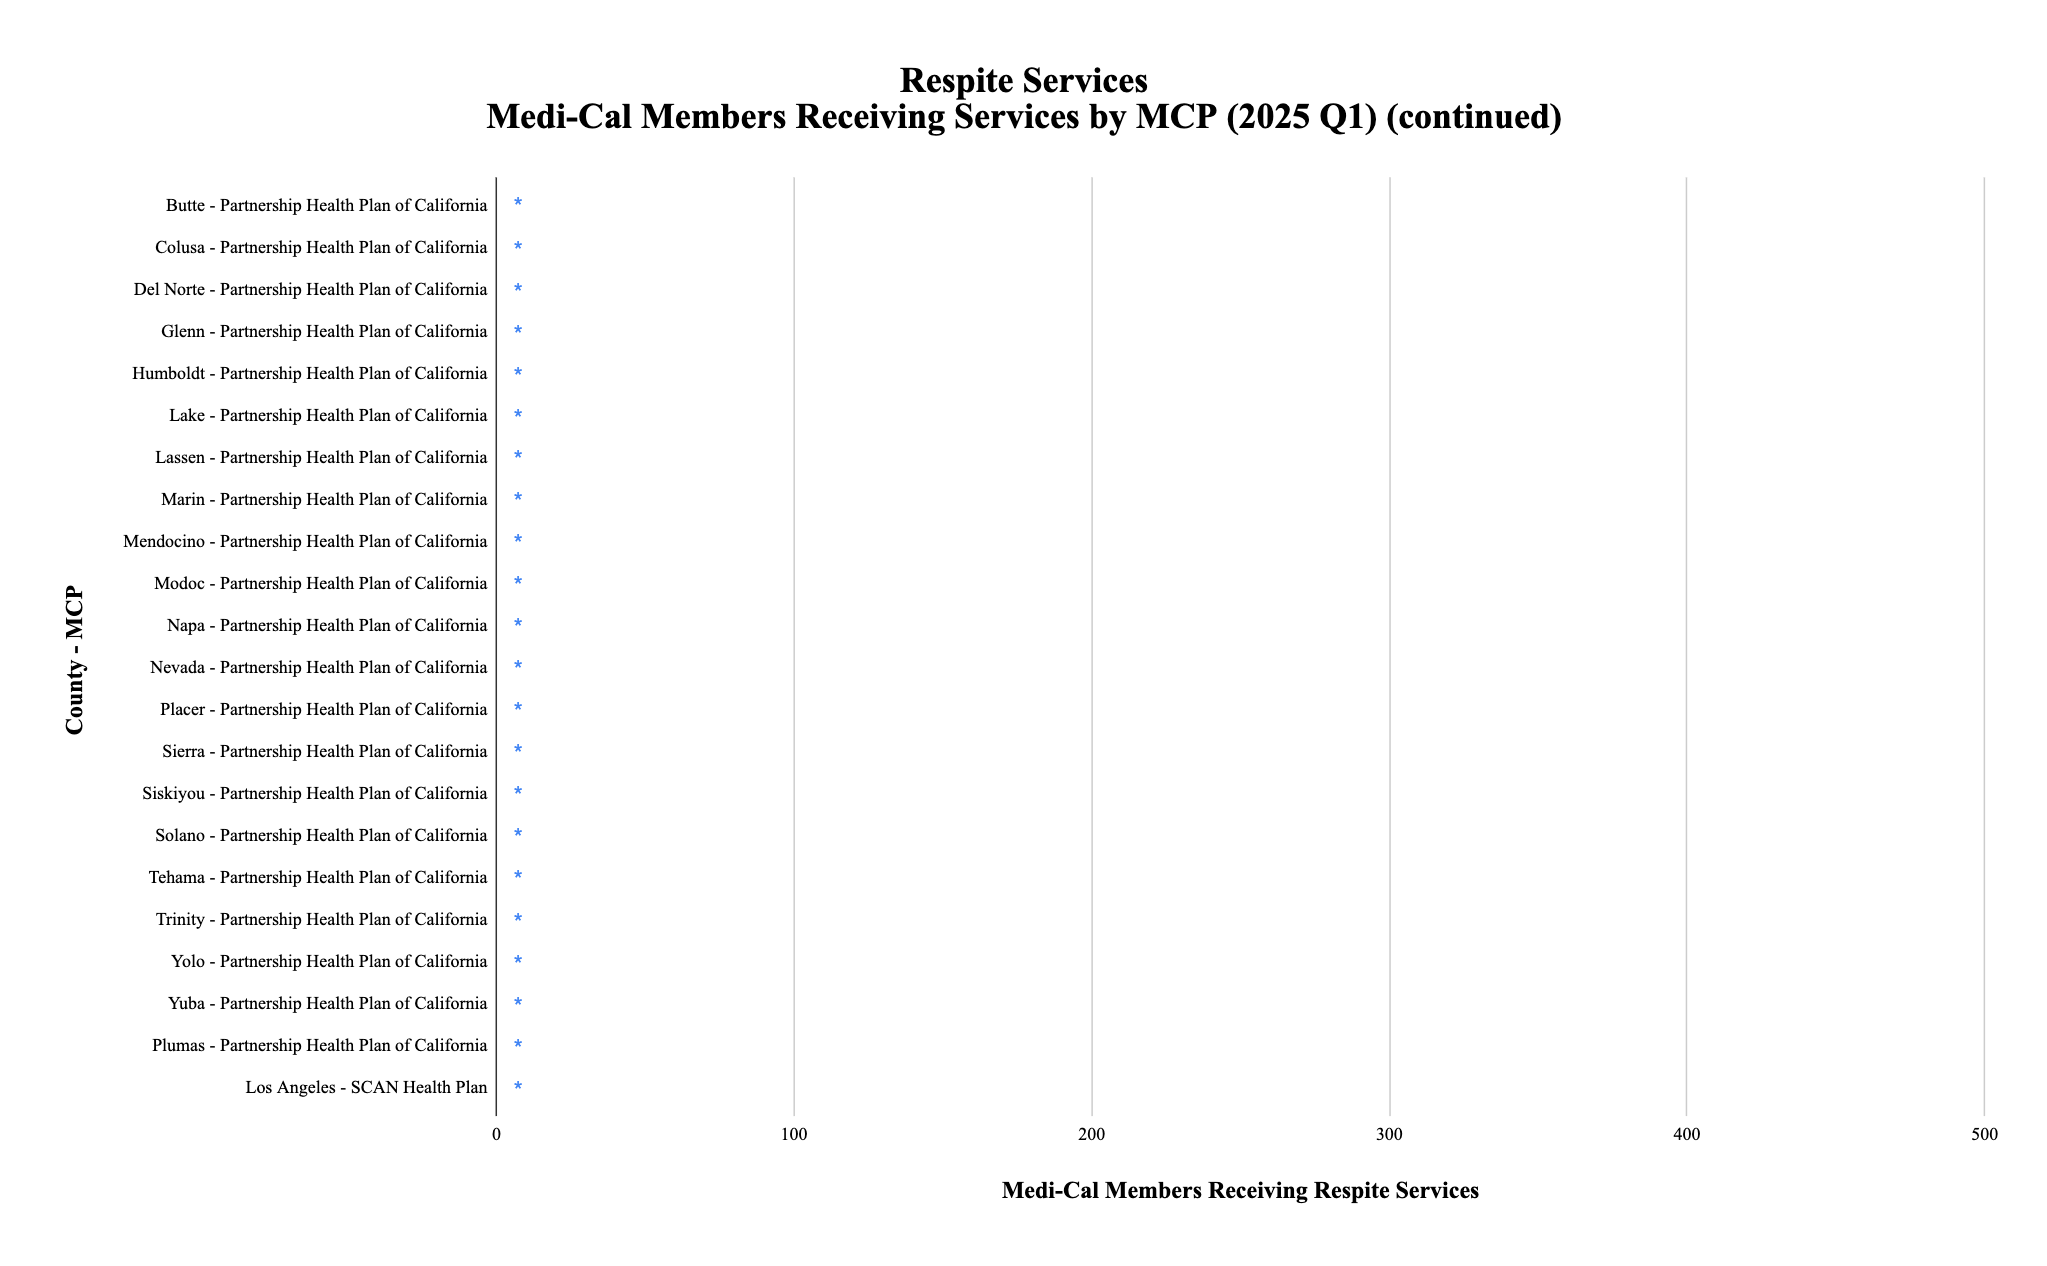 Respite Services
Medi-Cal Members Receiving Services by MCP (2025 Q1) (continued)
County - MCP
Butte - Partnership Health Plan of California *
Colusa - Partnership Health Plan of California *
Del Norte - Partnership Health Plan of California *
Glenn - Partnership Health Plan of California *
Humboldt - Partnership Health Plan of California *
Lake - Partnership Health Plan of California *
Lassen - Partnership Health Plan of California *
Marin - Partnership Health Plan of California *
Mendocino - Partnership Health Plan of California *
Modoc - Partnership Health Plan of California *
Napa - Partnership Health Plan of California *
Nevada - Partnership Health Plan of California *
Placer - Partnership Health Plan of California *
Sierra - Partnership Health Plan of California *
Siskiyou - Partnership Health Plan of California *
Solano - Partnership Health Plan of California *
Tehama - Partnership Health Plan of California *
Trinity - Partnership Health Plan of California *
Yolo - Partnership Health Plan of California *
Yuba - Partnership Health Plan of California *
Plumas - Partnership Health Plan of California *
Los Angeles - SCAN Health Plan *
0 100 200 300 400 500
Medi-Cal Members Receiving Respite Services